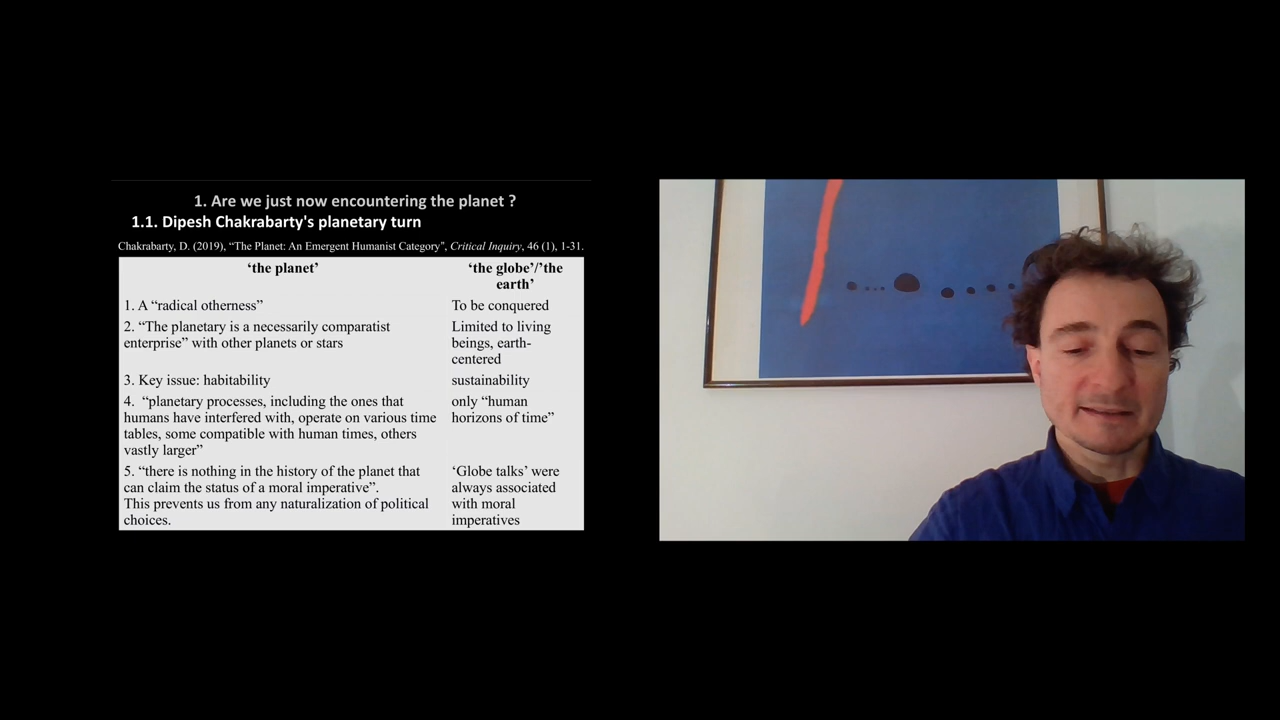 1. Are we just now encountering the planet ?
1.1. Dipesh Chakrabarty's planetary turn
Chakrabarty, D. (2019), “The Planet: An Emergent Humanist Category”, Critical Inquiry, 46 (1), 1-31.
‘the planet’
‘the globe’/’the
earth’
1. A “radical otherness”
To be conquered
2. “The planetary is a necessarily comparatist
enterprise” with other planets or stars
Limited to living
beings, earth-
centered
3. Key issue: habitability
sustainability
4.  “planetary processes, including the ones that
humans have interfered with, operate on various time
tables, some compatible with human times, others
vastly larger”
only “human
horizons of time”
5. “there is nothing in the history of the planet that
can claim the status of a moral imperative”.
This prevents us from any naturalization of political
choices.
‘Globe talks’ were
always associated
with moral
imperatives